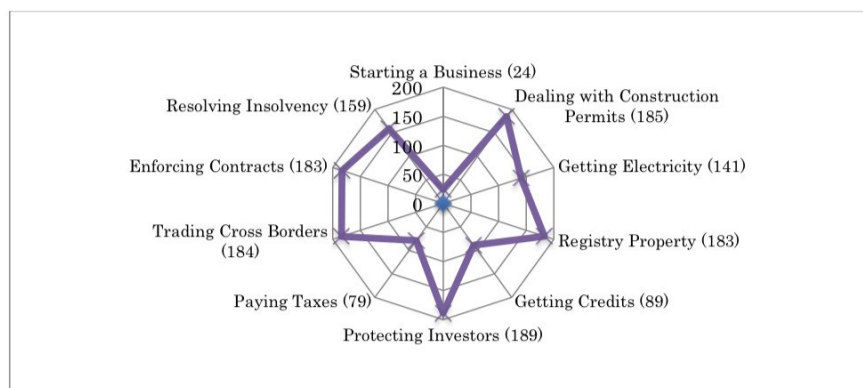 Starting a Business (24)
200
Dealing with Construction
Permits (185)
Resolving Insolvency (159)
150
100
Enforcing Contracts (183)
Getting Electricity (141)
50
0
Trading Cross Borders
(184)
Registry Property (183)
Paying Taxes (79)
Getting Credits (89)
Protecting Investors (189)